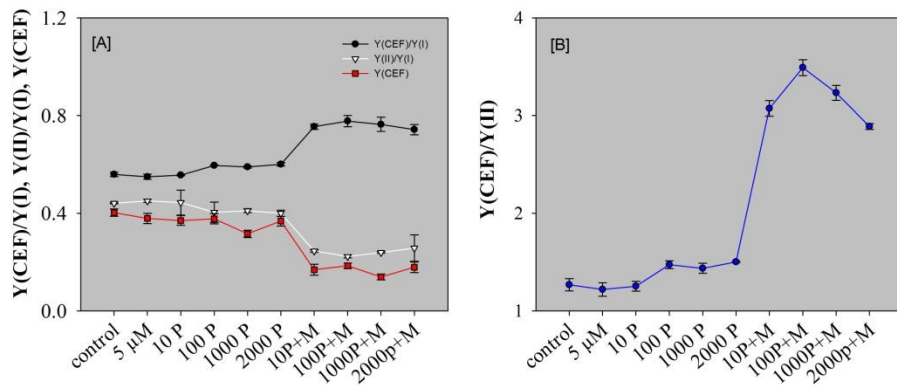 Y(CEF)/Y(I), Y(II)/Y(I), Y(CEF)
1.2
0.8
0.4
0.0
[A]
Y(CEF)/Y(I)
Y(II)/Y(I)
Y(CEF)
control
5 µM
10 P
100 P
1000 P
2000 P
10P+M
100P+M
1000P+M
2000p+M
Y(CEF)/Y(II)
4
3
2
1
[B]
control
5 µM
10 P
100 P
1000 P
2000 P
10P+M
100P+M
1000P+M
2000p+M